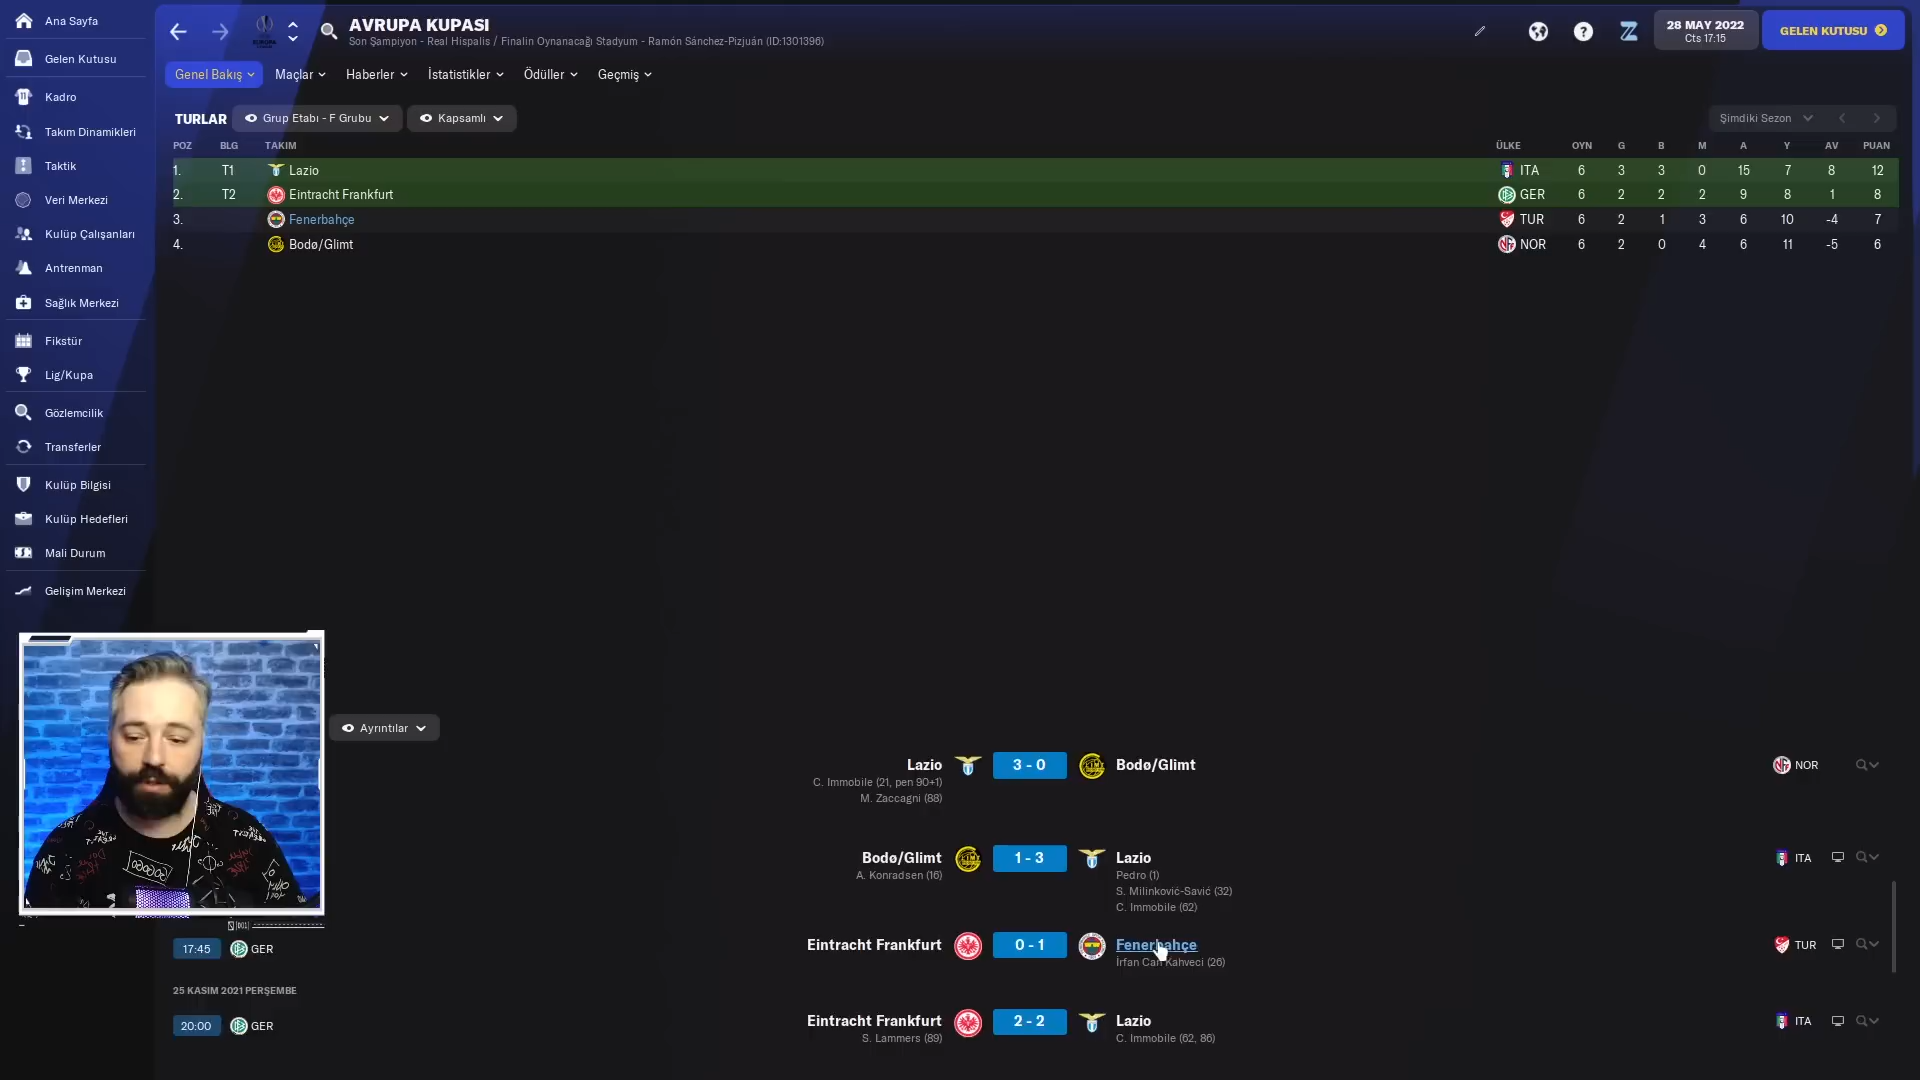 Ana Sayfa
Gelen Kutusu
Kadro
Takım Dinamikleri
Taktik
Veri Merkezi
Kulüp Çalışanları
Antrenman
Sağlık Merkezi
Fikstür
Lig/Kupa
Gözlemcilik
Transferler
Kulüp Bilgisi
Kulüp Hedefleri
Mali Durum
Gelişim Merkezi
AVRUPA KUPASI
Son Şampiyon - Real Hispalis / Finalin Oynanacağı Stadyum - Ramón Sánchez-Pizjuán (ID:1301396)
28 MAY 2022
Cts 17:15
GELEN KUTUSU
Genel Bakış Maçlar Haberler İstatistikler Ödüller Geçmiş
TURLAR Grup Etabı - F Grubu Kapsamlı Şimdiki Sezon
POZ BLG TAKIM ÜLKE OYN G B M A Y AV PUAN
1. T1 Lazio ITA 6 3 3 0 15 7 8 12
2. T2 Eintracht Frankfurt GER 6 2 2 2 9 8 1 8
3. Fenerbahçe TUR 6 2 1 3 6 10 -4 7
4. Bodø/Glimt NOR 6 2 0 4 6 11 -5 6
Ayrıntılar
Lazio 3 - 0 Bodø/Glimt NOR
C. Immobile (21, pen 90+1)
M. Zaccagni (88)
Bodø/Glimt 1 - 3 Lazio ITA
A. Konradsen (16) Pedro (1)
S. Milinković-Savić (32)
C. Immobile (62)
17:45 GER Eintracht Frankfurt 0 - 1 Fenerbahçe TUR
İrfan Can Kahveci (26)
25 KASIM 2021 PERŞEMBE
20:00 GER Eintracht Frankfurt 2 - 2 Lazio ITA
S. Lammers (89) C. Immobile (62, 86)